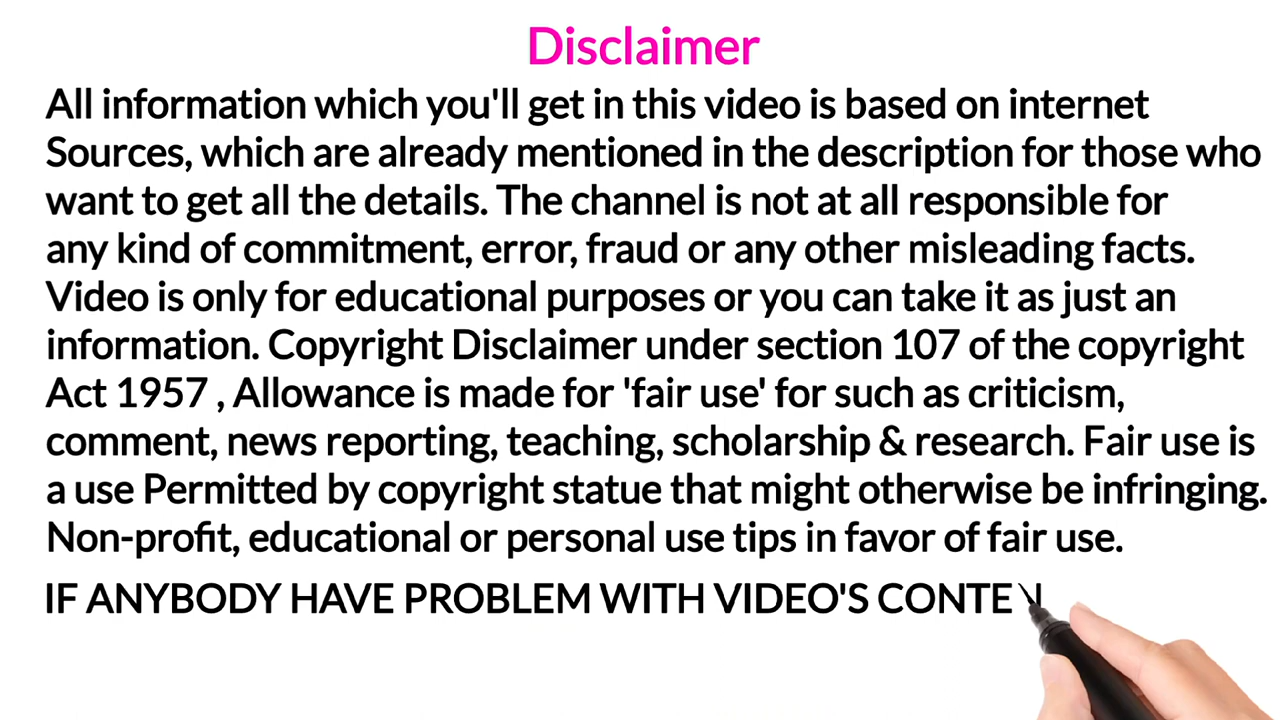 Disclaimer
All information which you'll get in this video is based on internet
Sources, which are already mentioned in the description for those who
want to get all the details. The channel is not at all responsible for
any kind of commitment, error, fraud or any other misleading facts.
Video is only for educational purposes or you can take it as just an
information. Copyright Disclaimer under section 107 of the copyright
Act 1957 , Allowance is made for 'fair use' for such as criticism,
comment, news reporting, teaching, scholarship & research. Fair use is
a use Permitted by copyright statue that might otherwise be infringing.
Non-profit, educational or personal use tips in favor of fair use.
IF ANYBODY HAVE PROBLEM WITH VIDEO'S CONTE